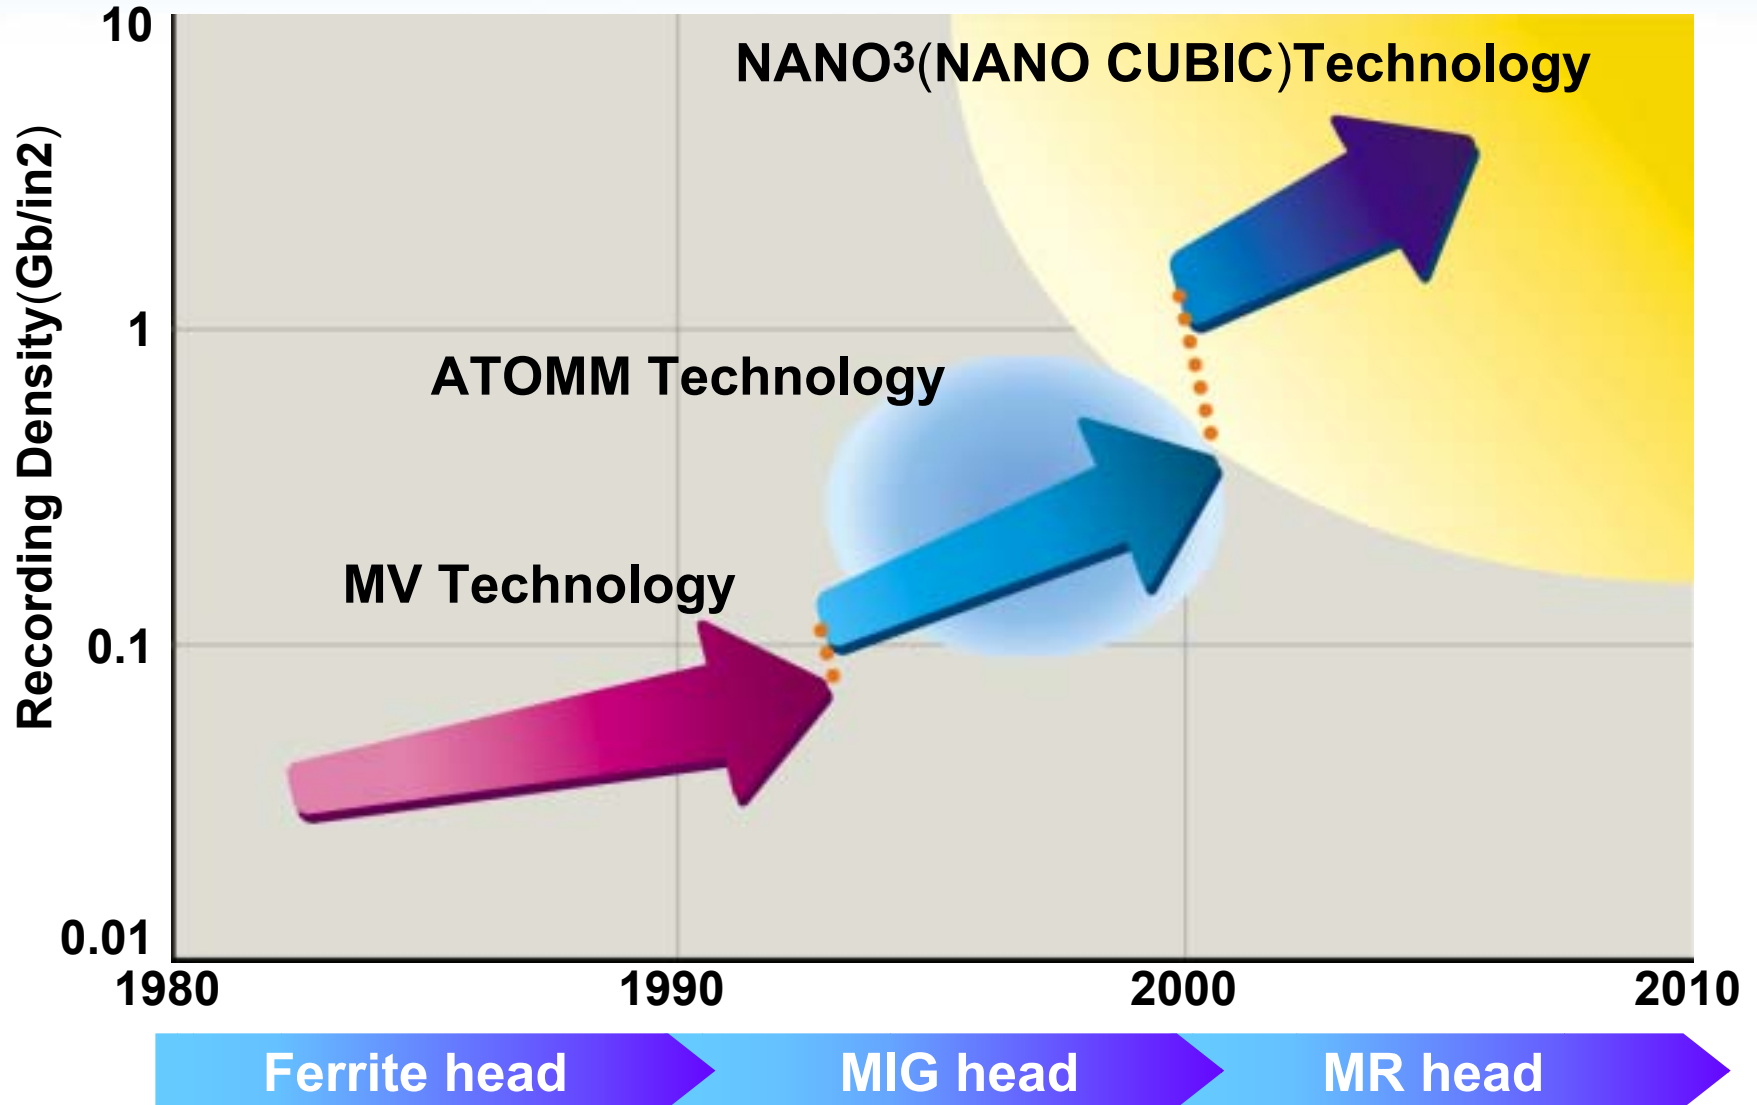 10
NANO³(NANO CUBIC)Technology
Recording Density(Gb/in2)
1
ATOMM Technology
MV Technology
0.1
0.01
1980 1990 2000 2010
Ferrite head MIG head MR head